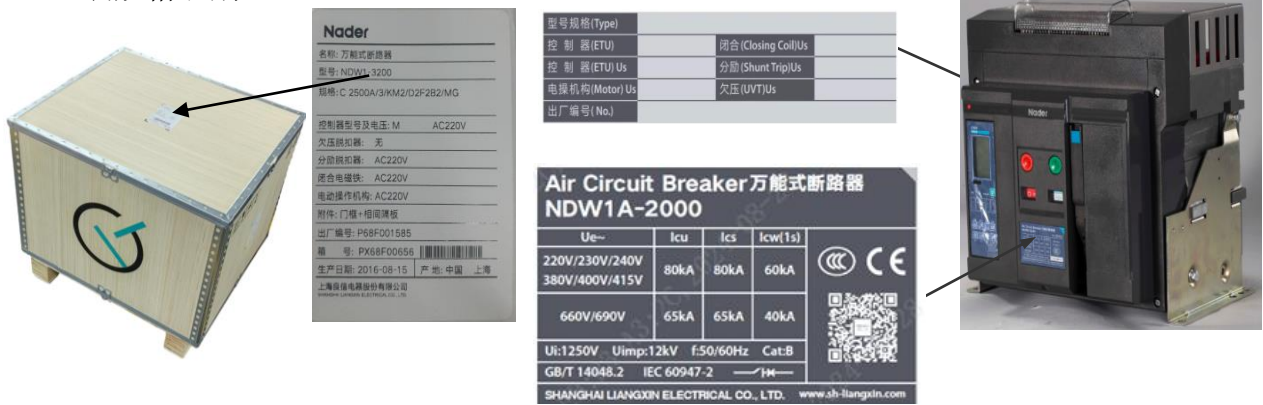 Nader
名称: 万能式断路器
型号: NDW1-3200
规格: C 2500A/3/KM2/D2F2B2/MG
控制器型号及电压: M AC220V
欠压脱扣器: 无
分励脱扣器: AC220V
闭合电磁铁: AC220V
电动操作机构: AC220V
附件: 门框+相间隔板
出厂编号: P68F001585
箱 号: PX68F00656
生产日期: 2016-08-15 产 地: 中国 上海
上海良信电器股份有限公司
SHANGHAI LIANGXIN ELECTRICAL CO., LTD.
型号规格(Type)
控 制 器(ETU) 闭合(Closing Coil)Us
控 制 器(ETU) Us 分励(Shunt Trip)Us
电操机构(Motor) Us 欠压(UVT)Us
出厂编号(No.)
Air Circuit Breaker万能式断路器
NDW1A-2000
Ue~ Icu Ics Icw(1s)
220V/230V/240V
380V/400V/415V 80kA 80kA 60kA
660V/690V 65kA 65kA 40kA
Ui:1250V Uimp:12kV f:50/60Hz Cat:B
GB/T 14048.2 IEC 60947-2
SHANGHAI LIANGXIN ELECTRICAL CO., LTD. www.sh-liangxin.com
CCC CE
Nader